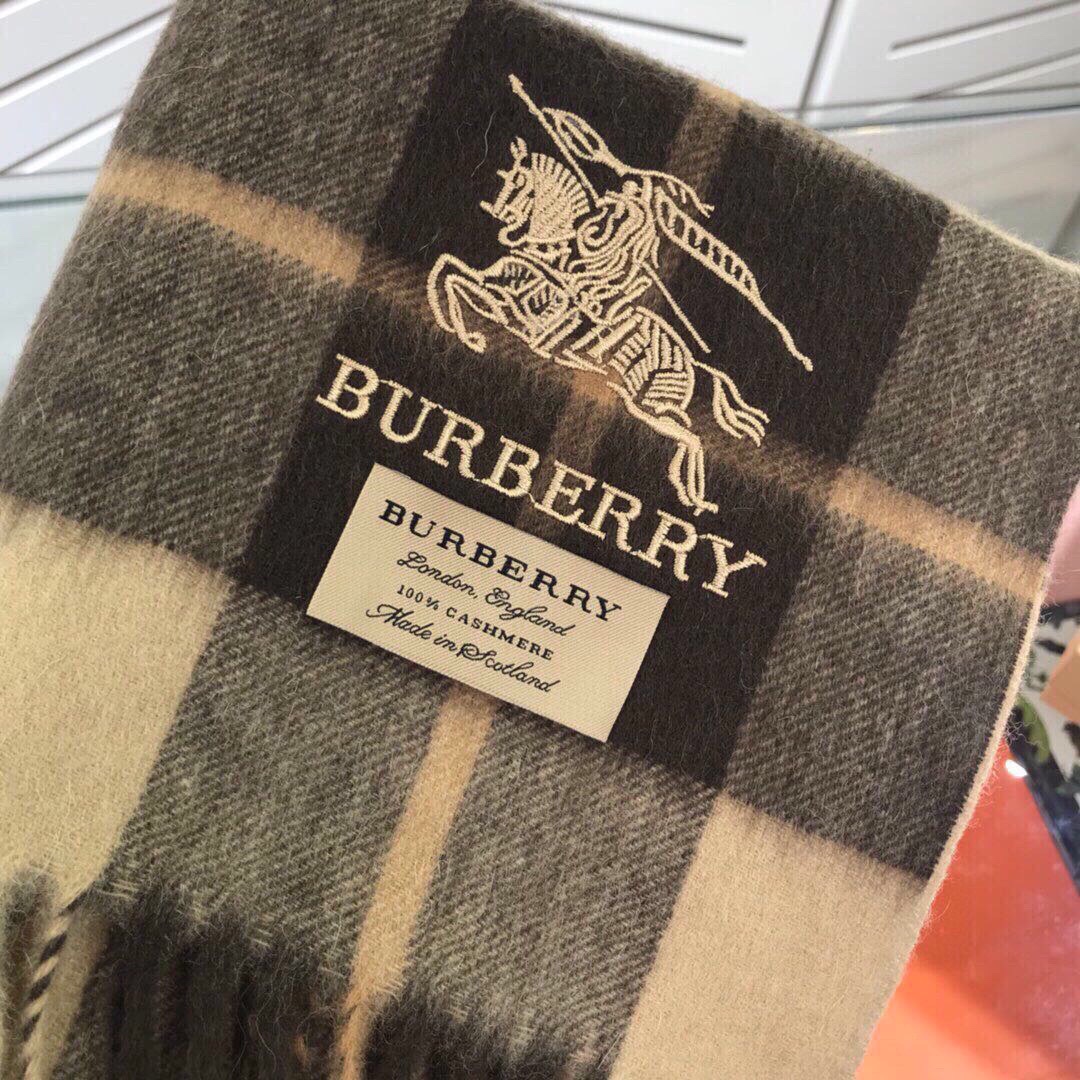 BURBERRY
BURBERRY
London, England
100% CASHMERE
Made in Scotland